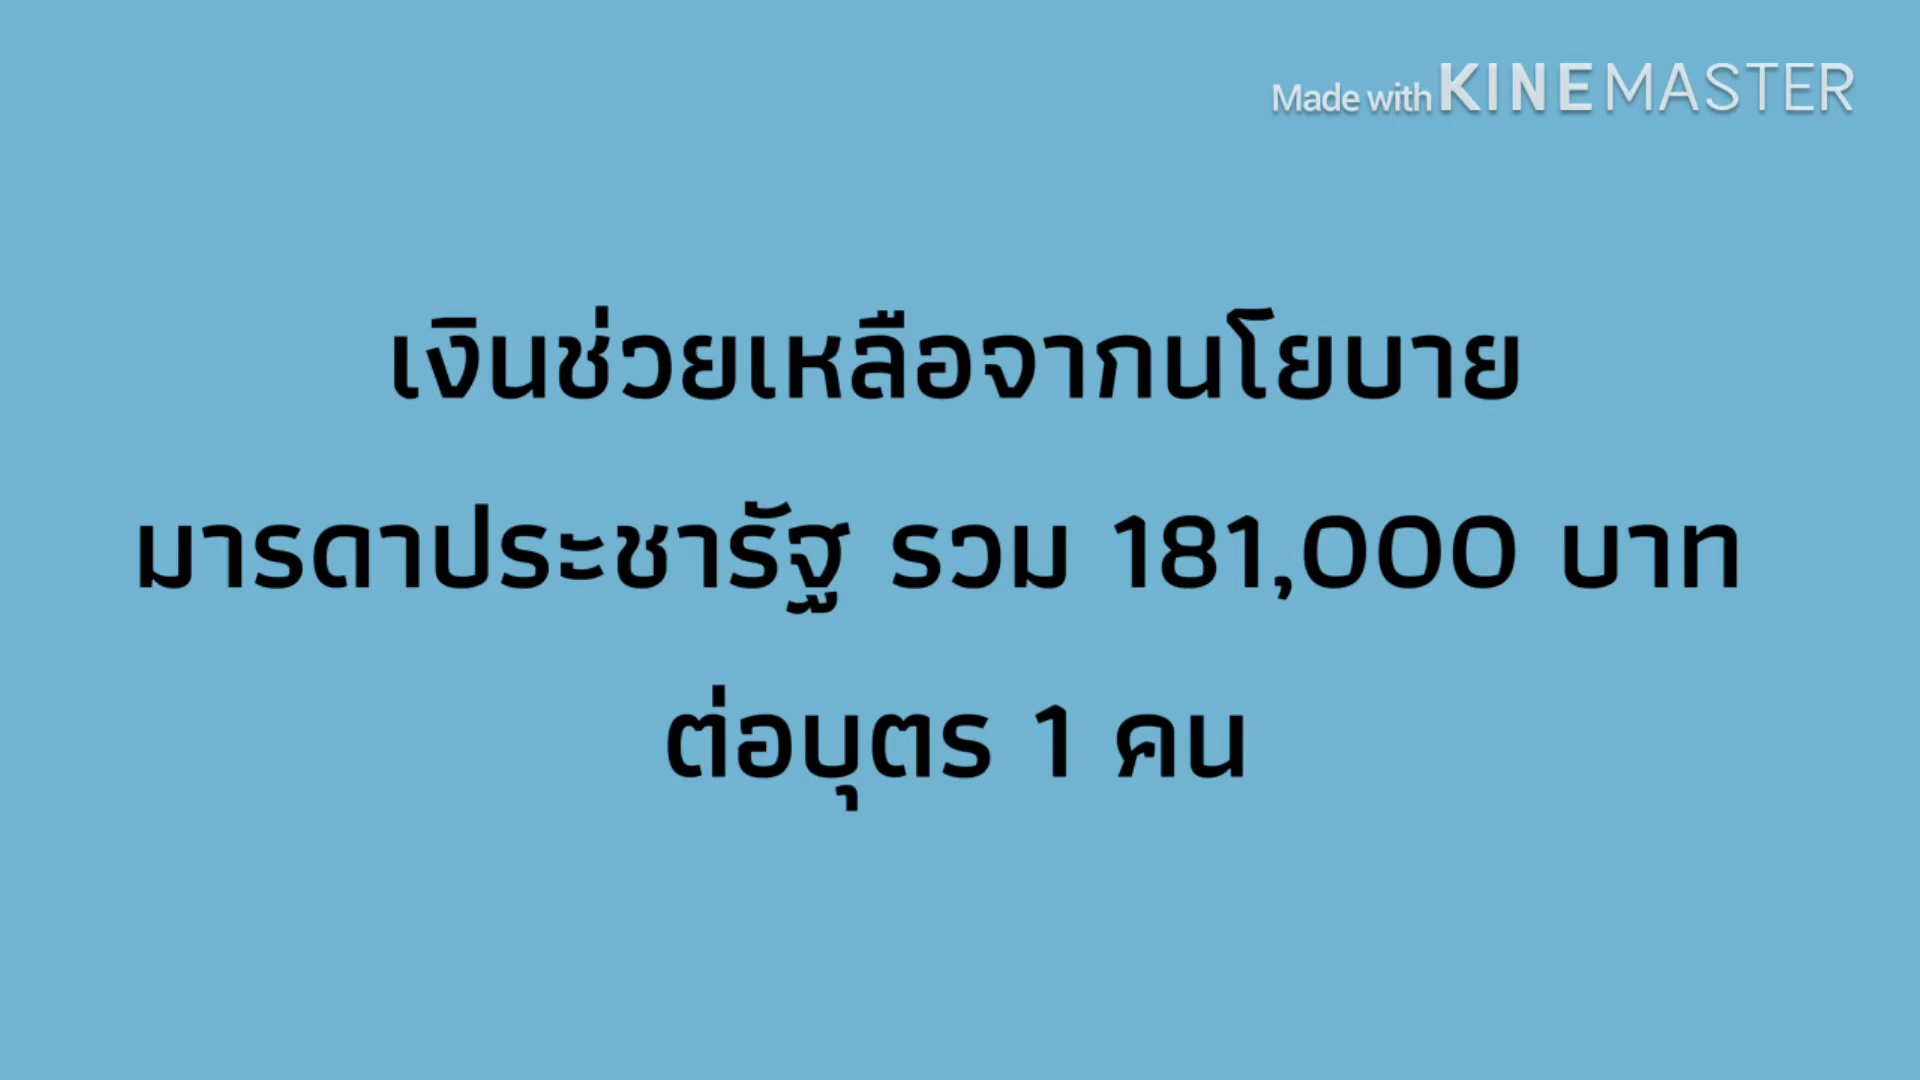 Made with KINEMASTER
เงินช่วยเหลือจากนโยบาย
มารดาประชารัฐ รวม 181,000 บาท
ต่อบุตร 1 คน